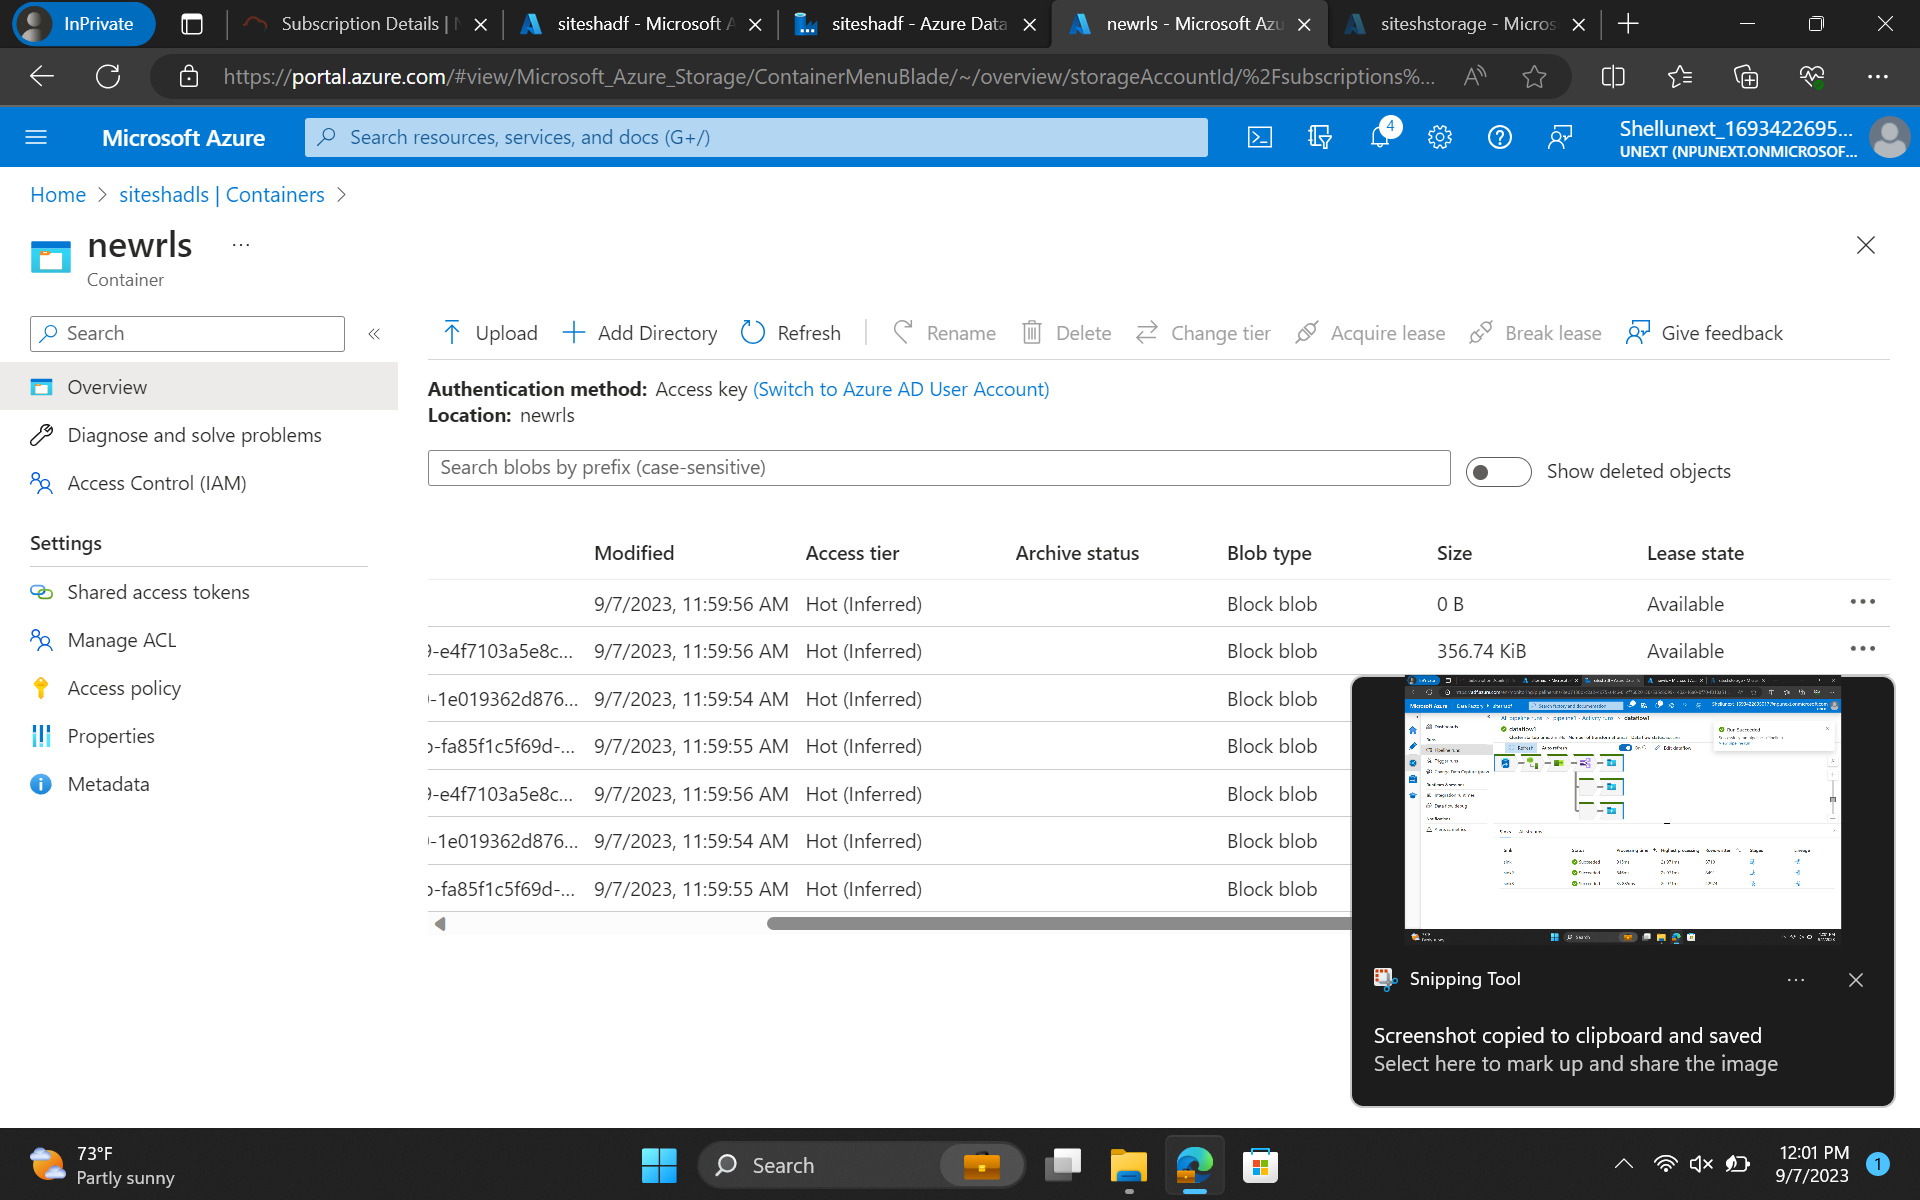 InPrivate
Subscription Details | N
siteshadf - Microsoft A
siteshadf - Azure Data
newrls - Microsoft Azu
siteshstorage - Micros
https://portal.azure.com/#view/Microsoft_Azure_Storage/ContainerMenuBlade/~/overview/storageAccountId/%2Fsubscriptions%...
Microsoft Azure
Search resources, services, and docs (G+/)
4
Shellunext_1693422695...
UNEXT (NPUNEXT.ONMICROSOF...
Home > siteshadls | Containers >
newrls ...
Container
Search
«
Upload
Add Directory
Refresh
Rename
Delete
Change tier
Acquire lease
Break lease
Give feedback
Overview
Diagnose and solve problems
Access Control (IAM)
Settings
Shared access tokens
Manage ACL
Access policy
Properties
Metadata
Authentication method: Access key (Switch to Azure AD User Account)
Location: newrls
Search blobs by prefix (case-sensitive)
Show deleted objects
Modified Access tier Archive status Blob type Size Lease state
9/7/2023, 11:59:56 AM Hot (Inferred) Block blob 0 B Available ...
-e4f7103a5e8c... 9/7/2023, 11:59:56 AM Hot (Inferred) Block blob 356.74 KiB Available ...
-1e019362d876... 9/7/2023, 11:59:54 AM Hot (Inferred) Block blob
-fa85f1c5f69d-... 9/7/2023, 11:59:55 AM Hot (Inferred) Block blob
-e4f7103a5e8c... 9/7/2023, 11:59:56 AM Hot (Inferred) Block blob
-1e019362d876... 9/7/2023, 11:59:54 AM Hot (Inferred) Block blob
-fa85f1c5f69d-... 9/7/2023, 11:59:55 AM Hot (Inferred) Block blob
Microsoft Azure
dataflow1
Run Succeeded
Snipping Tool
...
Screenshot copied to clipboard and saved
Select here to mark up and share the image
73°F
Partly sunny
Search
12:01 PM
9/7/2023
1